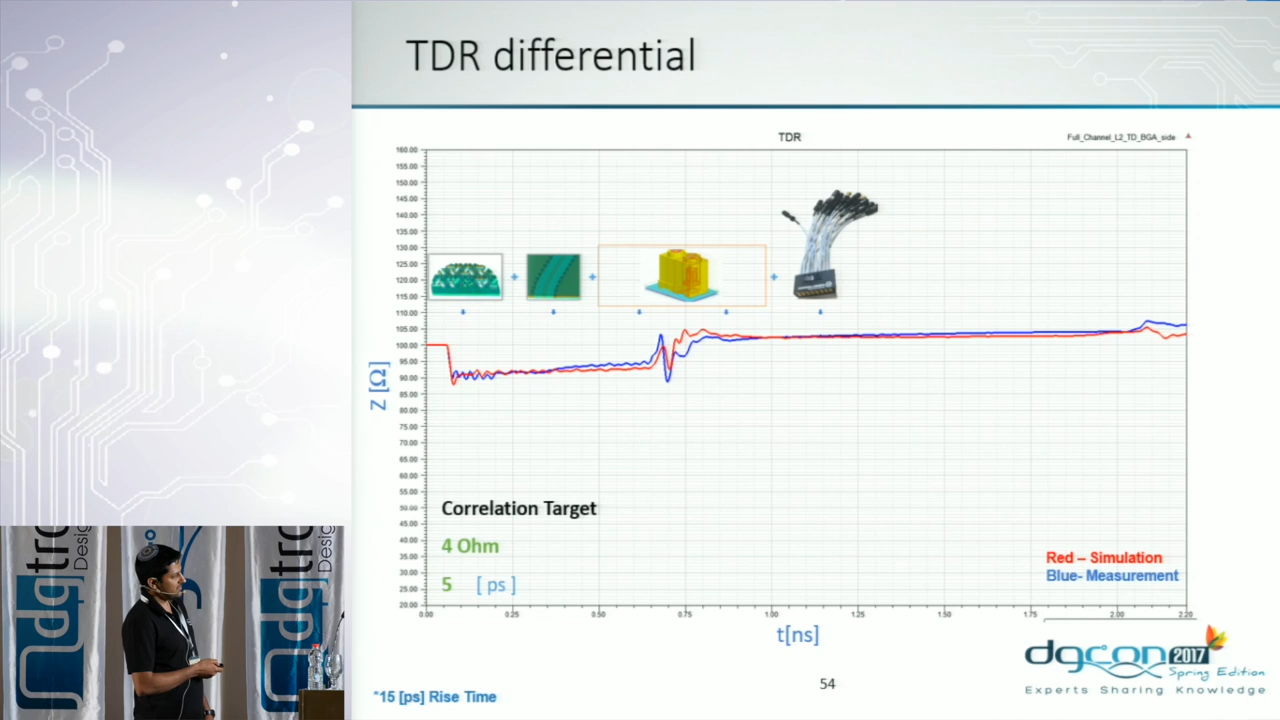 TDR differential
TDR
Full_Channel_L2_TD_BGA_side
160.00
155.00
150.00
145.00
140.00
135.00
130.00
125.00
120.00
115.00
110.00
105.00
100.00
95.00
90.00
85.00
80.00
75.00
70.00
65.00
60.00
55.00
50.00
45.00
40.00
35.00
30.00
25.00
20.00
Z [Ω]
+ + +
Correlation Target
4 Ohm
5 [ ps ]
Red – Simulation
Blue- Measurement
0.00 0.25 0.50 0.75 1.00 1.25 1.50 1.75 2.00 2.20
t[ns]
dgcon 2017
Spring Edition
Experts Sharing Knowledge
54
*15 [ps] Rise Time
dgtro
Desig
dgtro
Design